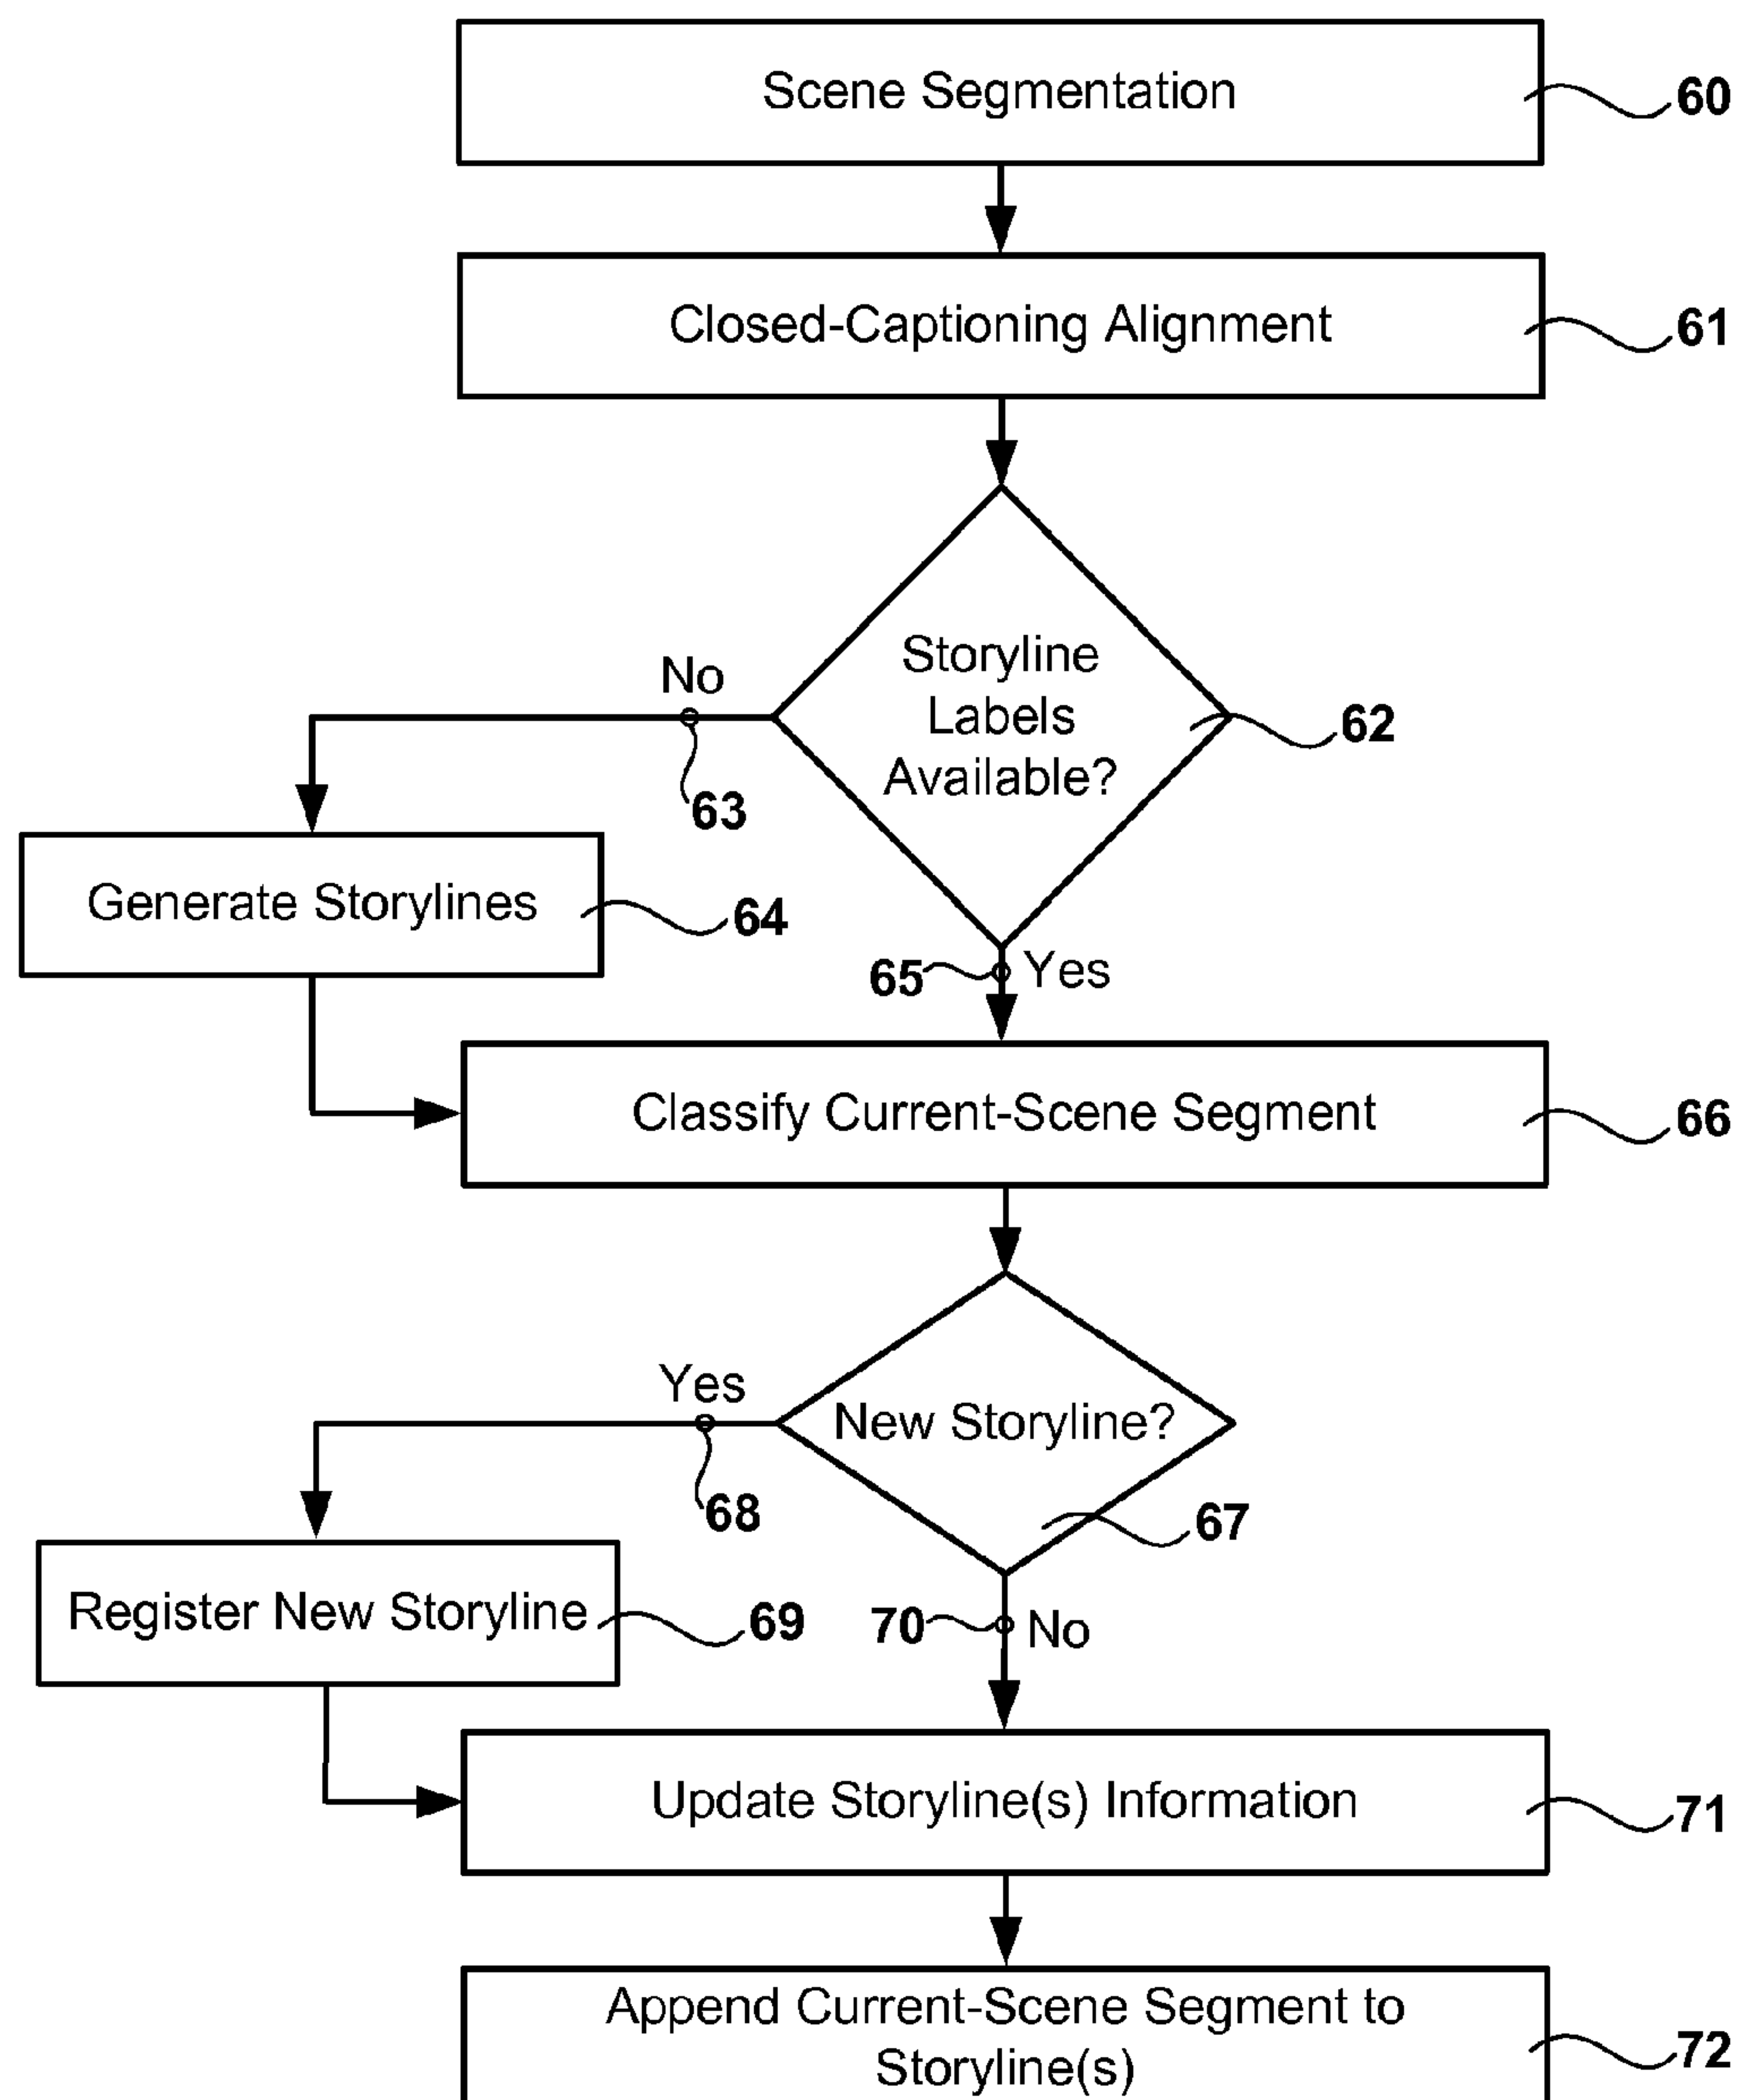 Scene Segmentation
60
Closed-Captioning Alignment
61
Storyline
Labels
Available?
62
No
63
Generate Storylines
64
65
Yes
Classify Current-Scene Segment
66
New Storyline?
67
Yes
68
Register New Storyline
69
70
No
Update Storyline(s) Information
71
Append Current-Scene Segment to
Storyline(s)
72